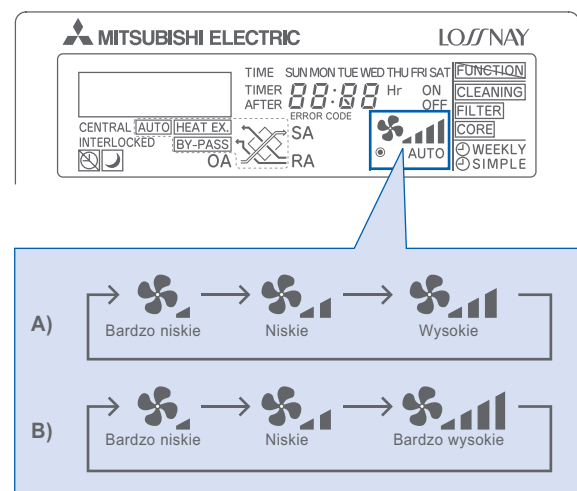 MITSUBISHI ELECTRIC LOSSNAY
TIME SUN MON TUE WED THU FRI SAT FUNCTION
TIMER 88:88 Hr ON CLEANING
AFTER OFF FILTER
ERROR CODE
CENTRAL AUTO HEAT EX. SA CORE
INTERLOCKED BY-PASS WEEKLY
OA RA AUTO SIMPLE
A)
Bardzo niskie Niskie Wysokie
B)
Bardzo niskie Niskie Bardzo wysokie